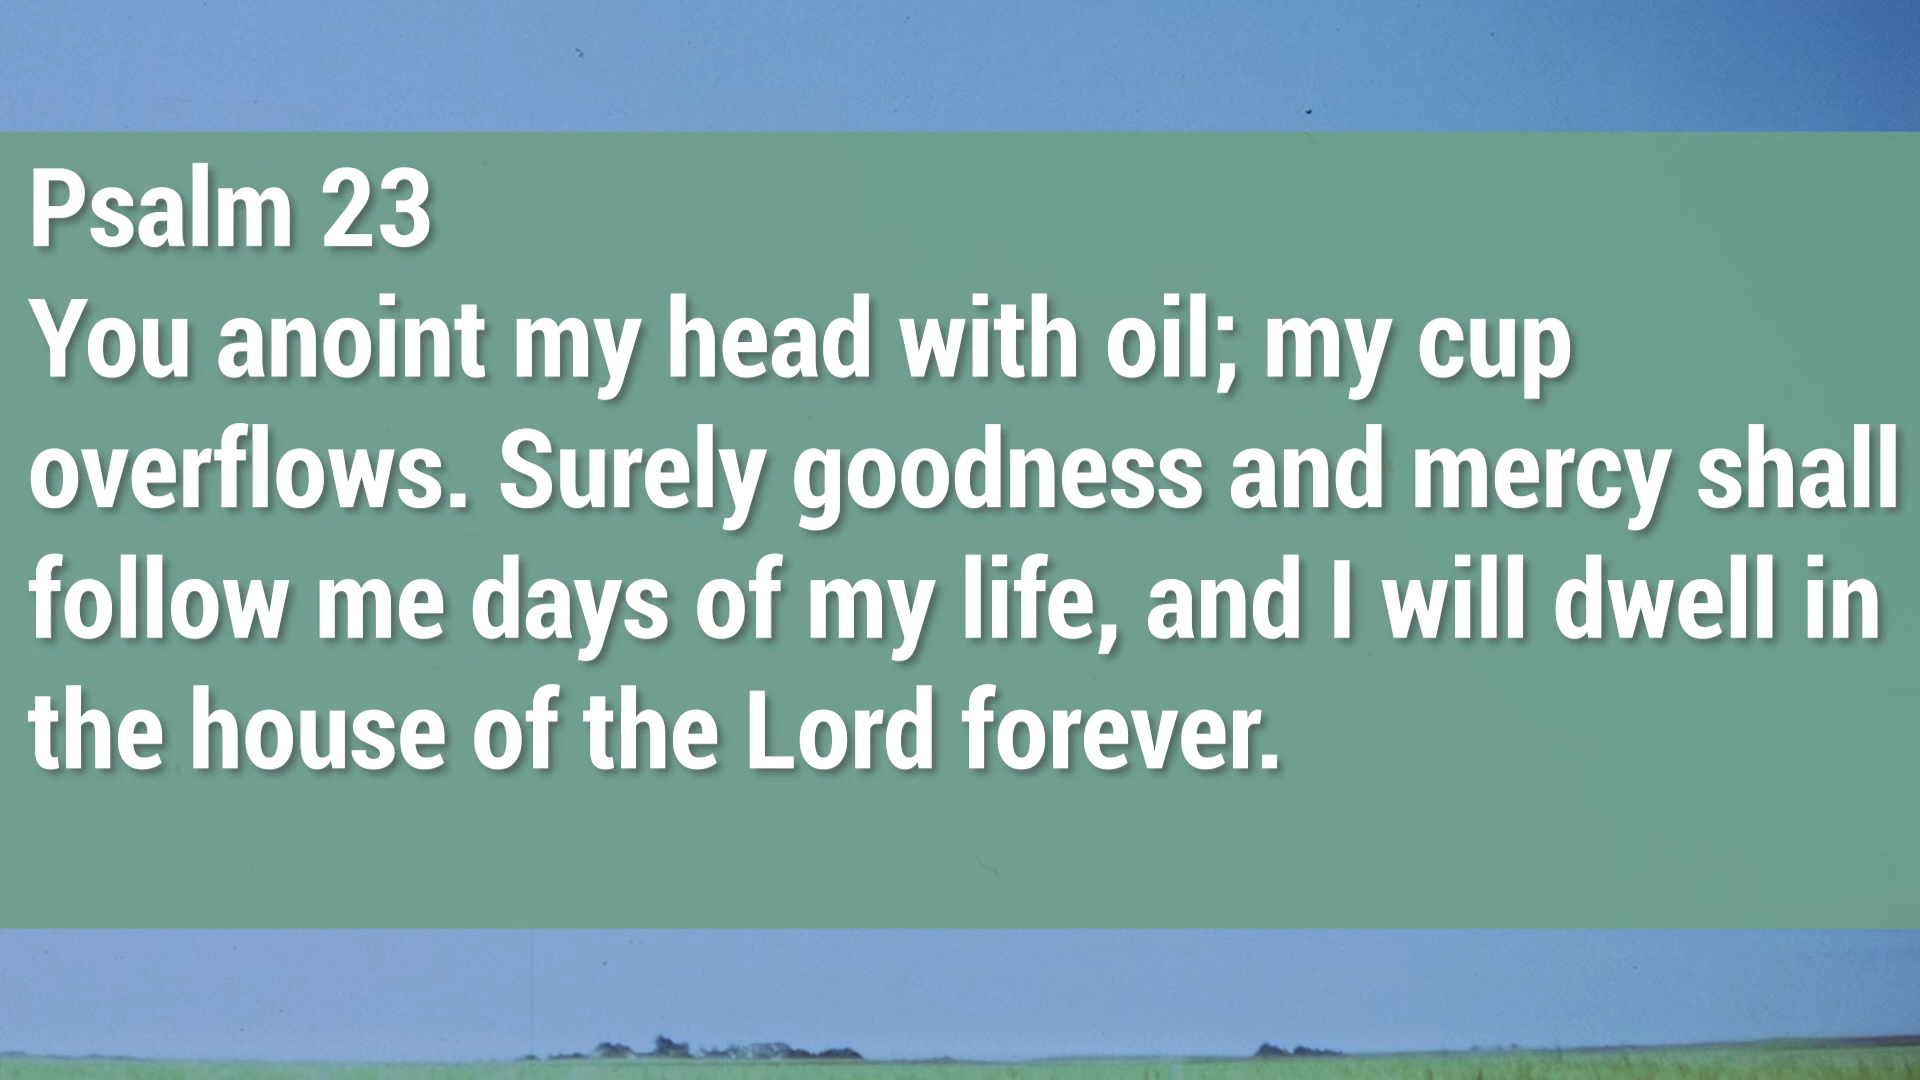 Psalm 23
You anoint my head with oil; my cup
overflows. Surely goodness and mercy shall
follow me days of my life, and I will dwell in
the house of the Lord forever.